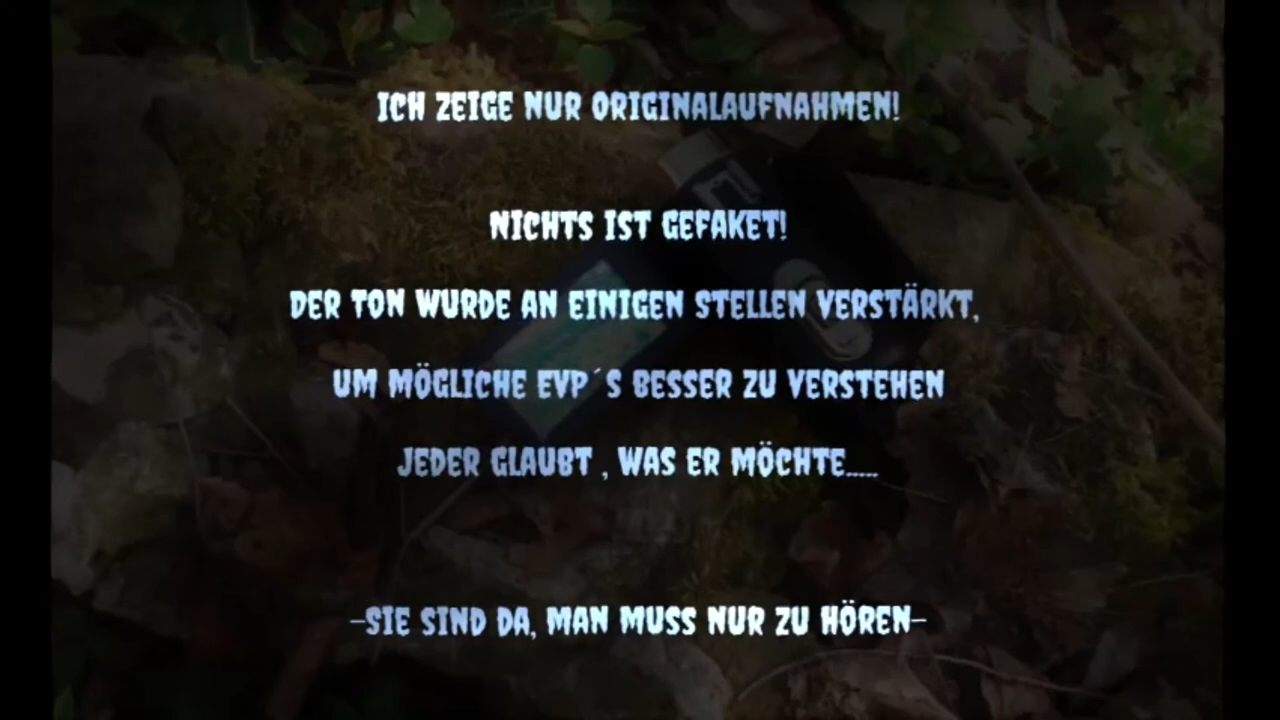 ICH ZEIGE NUR ORIGINALAUFNAHMEN!
NICHTS IST GEFAKET!
DER TON WURDE AN EINIGEN STELLEN VERSTÄRKT,
UM MÖGLICHE EVP´S BESSER ZU VERSTEHEN
JEDER GLAUBT , WAS ER MÖCHTE.....
-SIE SIND DA, MAN MUSS NUR ZU HÖREN-